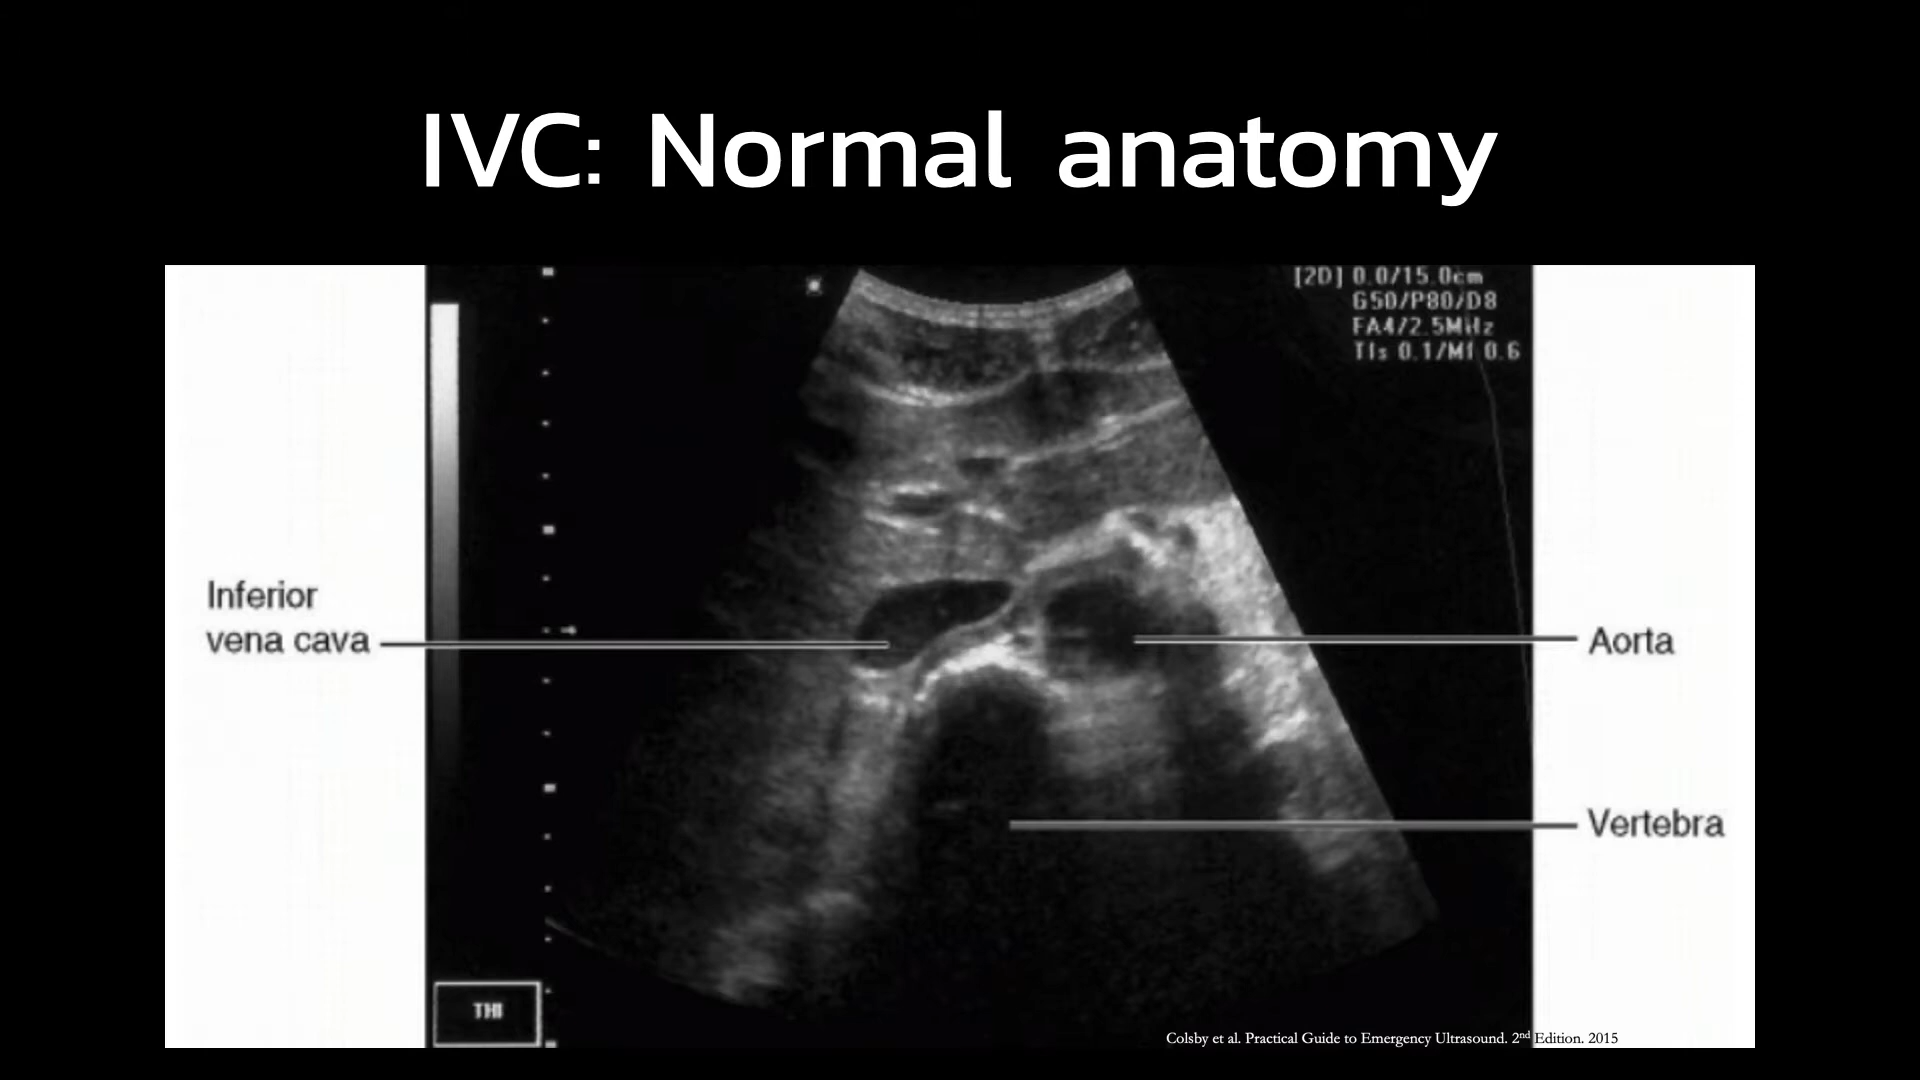 IVC: Normal anatomy
[2D] 0.0/15.0cm
G50/P80/D8
FA4/2.5MHz
TIs 0.1/MI 0.6
Inferior
vena cava
Aorta
Vertebra
THI
Colsby et al. Practical Guide to Emergency Ultrasound. 2nd Edition. 2015